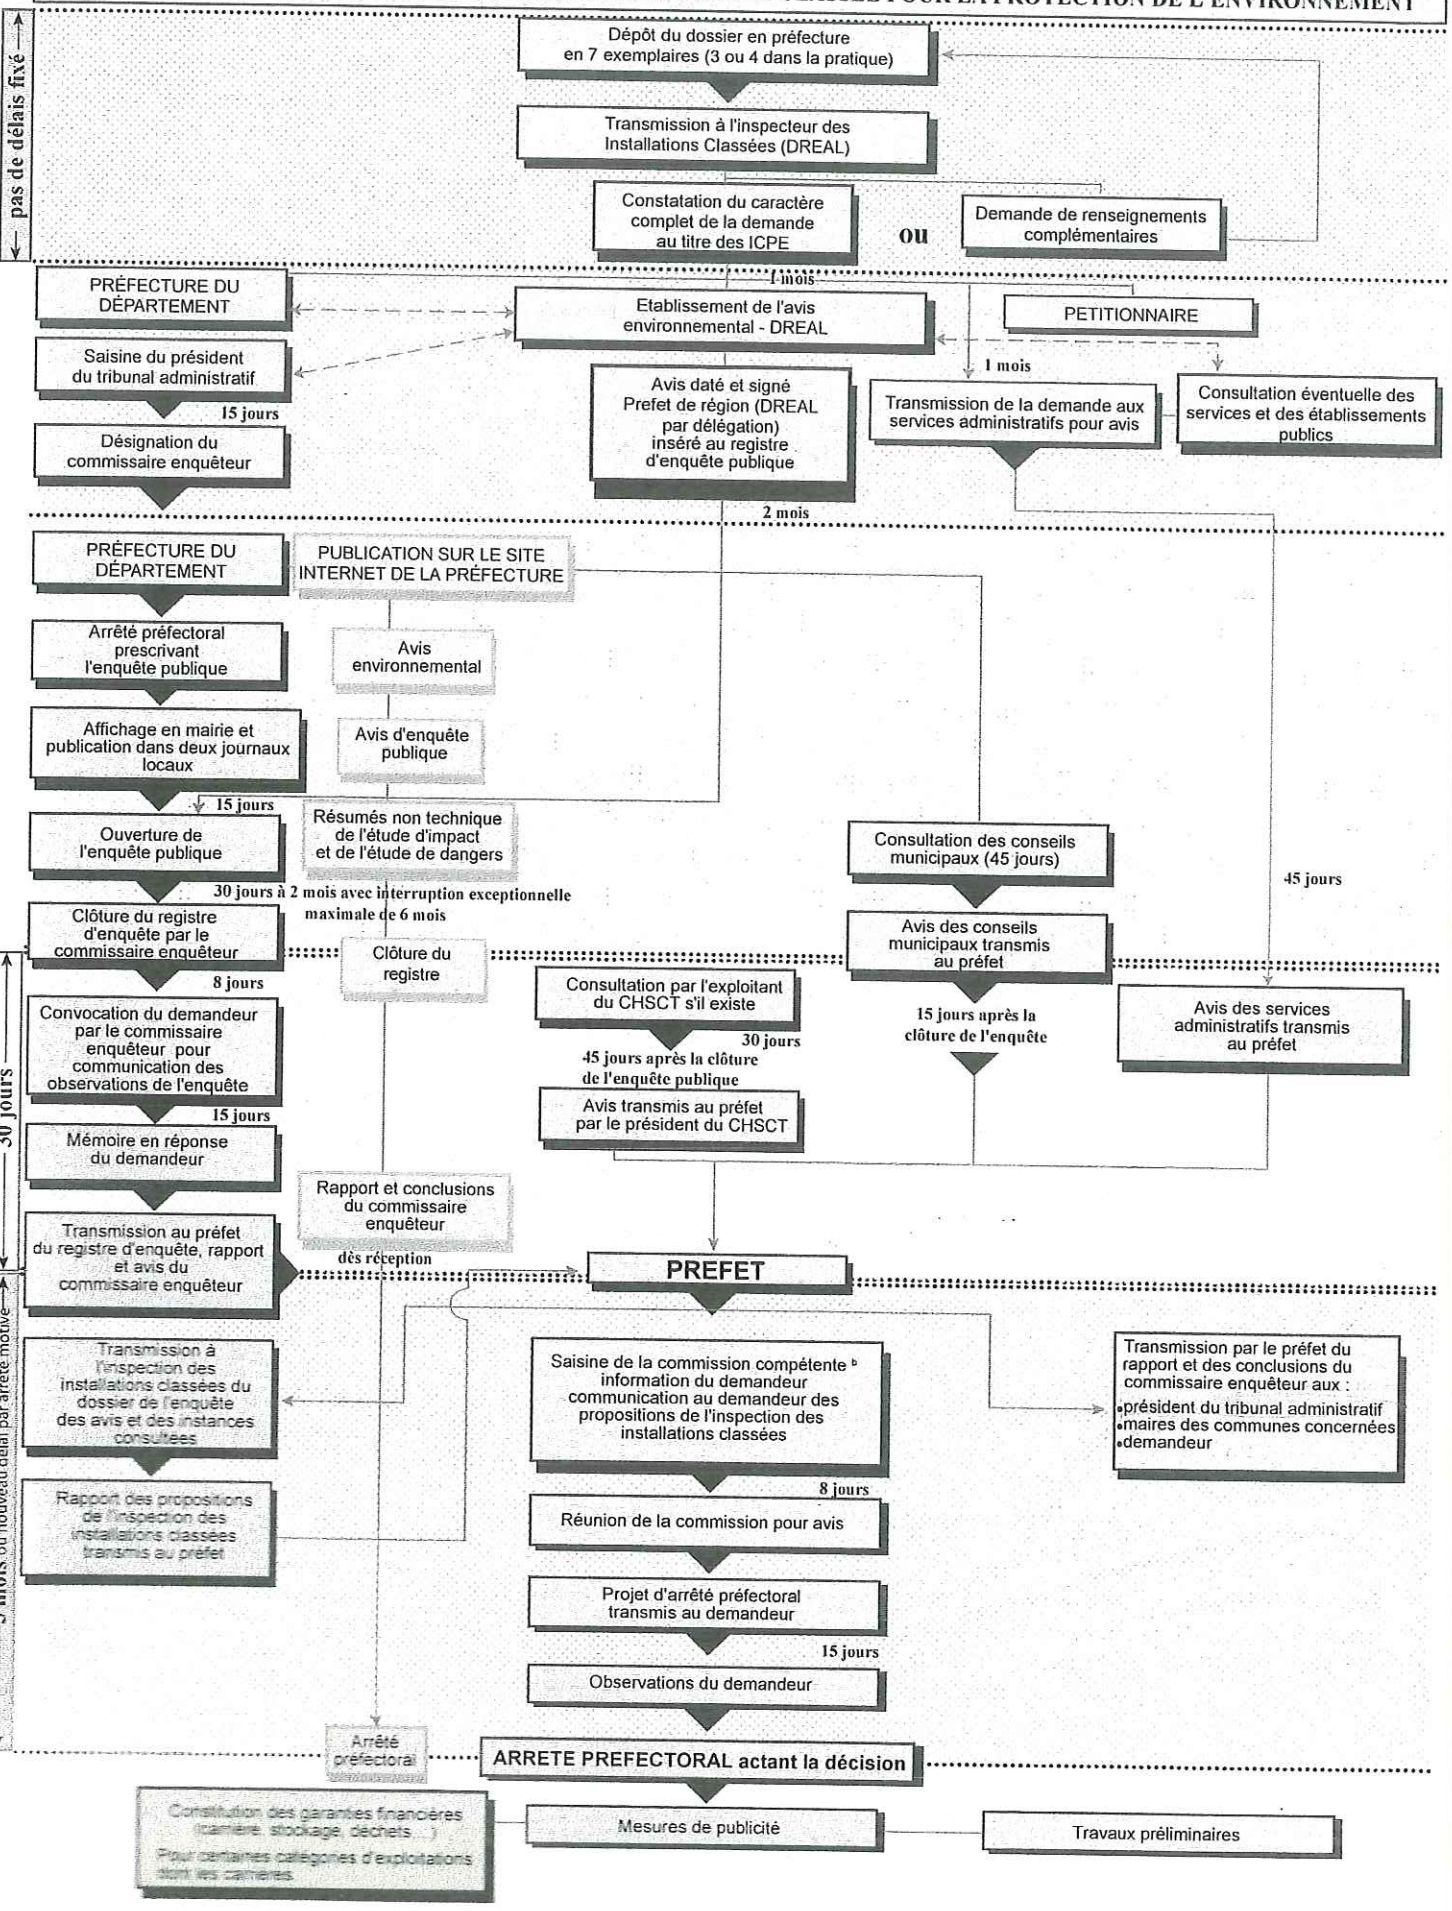 POUR LA PROTECTION DE L'ENVIRONNEMENT
pas de délais fixé
Dépôt du dossier en préfecture
en 7 exemplaires (3 ou 4 dans la pratique)
Transmission à l'inspecteur des
Installations Classées (DREAL)
Constatation du caractère
complet de la demande
au titre des ICPE
ou
Demande de renseignements
complémentaires
1 mois
PRÉFECTURE DU
DÉPARTEMENT
Etablissement de l'avis
environnemental - DREAL
PETITIONNAIRE
Saisine du président
du tribunal administratif
15 jours
Désignation du
commissaire enquêteur
Avis daté et signé
Prefet de région (DREAL
par délégation)
inséré au registre
d'enquête publique
1 mois
Transmission de la demande aux
services administratifs pour avis
Consultation éventuelle des
services et des établissements
publics
2 mois
PRÉFECTURE DU
DÉPARTEMENT
PUBLICATION SUR LE SITE
INTERNET DE LA PRÉFECTURE
Arrêté préfectoral
prescrivant
l'enquête publique
Avis
environnemental
Affichage en mairie et
publication dans deux journaux
locaux
Avis d'enquête
publique
15 jours
Ouverture de
l'enquête publique
Résumés non technique
de l'étude d'impact
et de l'étude de dangers
Consultation des conseils
municipaux (45 jours)
45 jours
30 jours à 2 mois avec interruption exceptionnelle
maximale de 6 mois
Clôture du registre
d'enquête par le
commissaire enquêteur
Clôture du
registre
Avis des conseils
municipaux transmis
au préfet
8 jours
30 jours
Convocation du demandeur
par le commissaire
enquêteur pour
communication des
observations de l'enquête
Consultation par l'exploitant
du CHSCT s'il existe
30 jours
45 jours après la clôture
de l'enquête publique
Avis transmis au préfet
par le président du CHSCT
15 jours après la
clôture de l'enquête
Avis des services
administratifs transmis
au préfet
15 jours
Mémoire en réponse
du demandeur
Rapport et conclusions
du commissaire
enquêteur
Transmission au préfet
du registre d'enquête, rapport
et avis du
commissaire enquêteur
dès réception
PREFET
mois ou nouveau délai par arrêté motivé
Transmission à
l'inspection des
installations classées du
dossier de l'enquête
des avis et des instances
consultées
Saisine de la commission compétente b
information du demandeur
communication au demandeur des
propositions de l'inspection des
installations classées
Transmission par le préfet du
rapport et des conclusions du
commissaire enquêteur aux :
•président du tribunal administratif
•maires des communes concernées
•demandeur
8 jours
Rapport des propositions
de l'inspection des
installations classées
transmis au préfet
Réunion de la commission pour avis
Projet d'arrêté préfectoral
transmis au demandeur
15 jours
Observations du demandeur
Arrêté
préfectoral
ARRETE PREFECTORAL actant la décision
Constitution des garanties financières
(carrière, stockage, déchets ...)
Pour certaines catégories d'exploitations
dont les carrières
Mesures de publicité
Travaux préliminaires